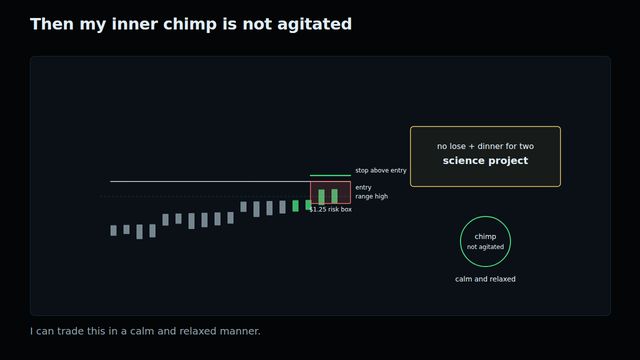 Then my inner chimp is not agitated
no lose + dinner for two
science project
stop above entry
entry
range high
$1.25 risk box
chimp
not agitated
calm and relaxed
I can trade this in a calm and relaxed manner.